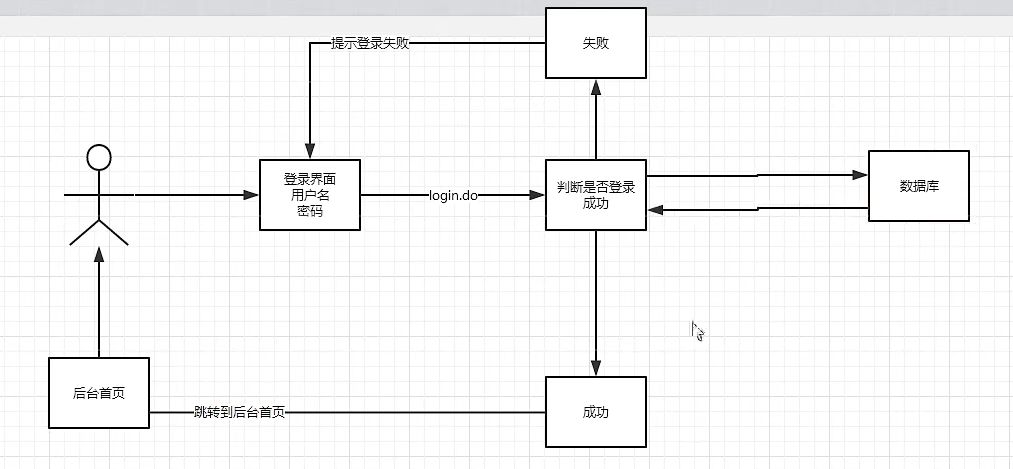 失败
提示登录失败
登录界面
用户名
密码
login.do
判断是否登录
成功
数据库
后台首页
跳转到后台首页
成功